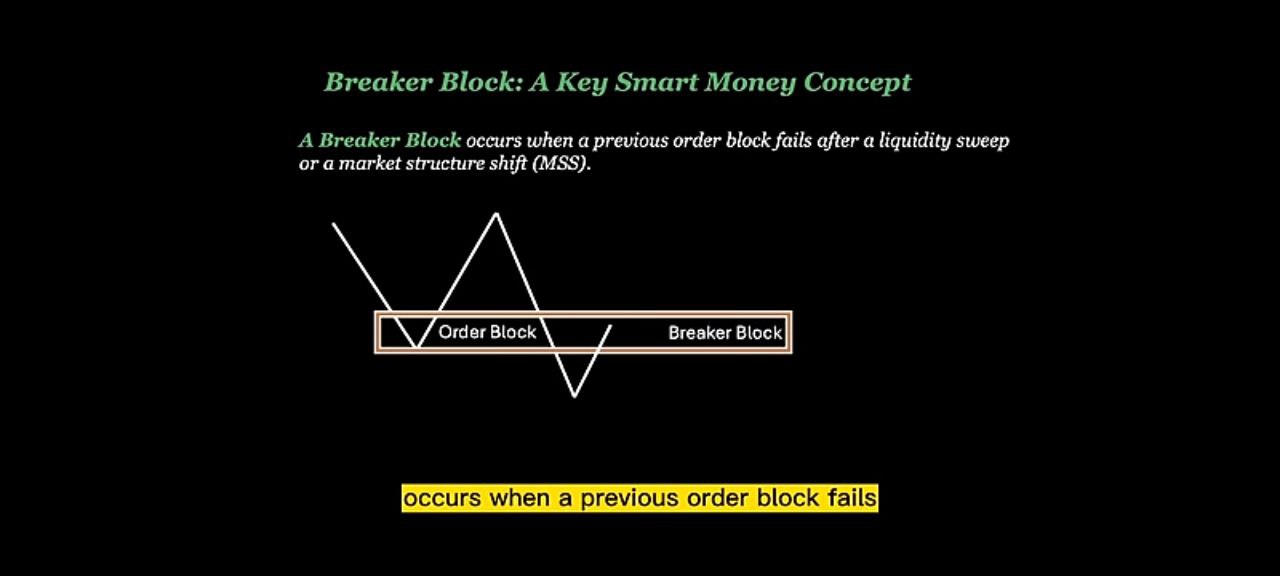 Breaker Block: A Key Smart Money Concept
A Breaker Block occurs when a previous order block fails after a liquidity sweep
or a market structure shift (MSS).
Order Block
Breaker Block
occurs when a previous order block fails